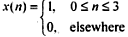 x(n) = { 1, 0 ≤ n ≤ 3
0, elsewhere